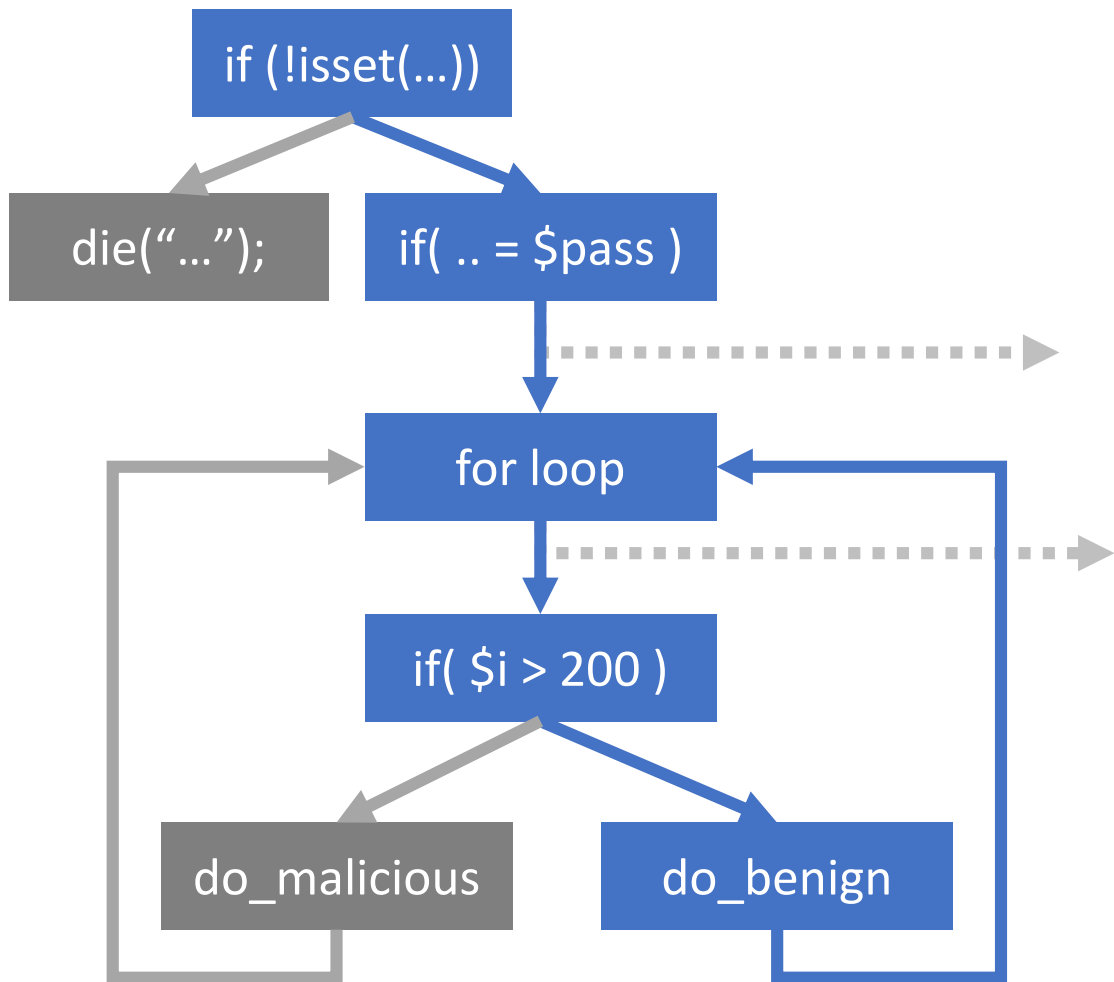 if (!isset(…))
die(“…”);
if( .. = $pass )
for loop
if( $i > 200 )
do_malicious
do_benign